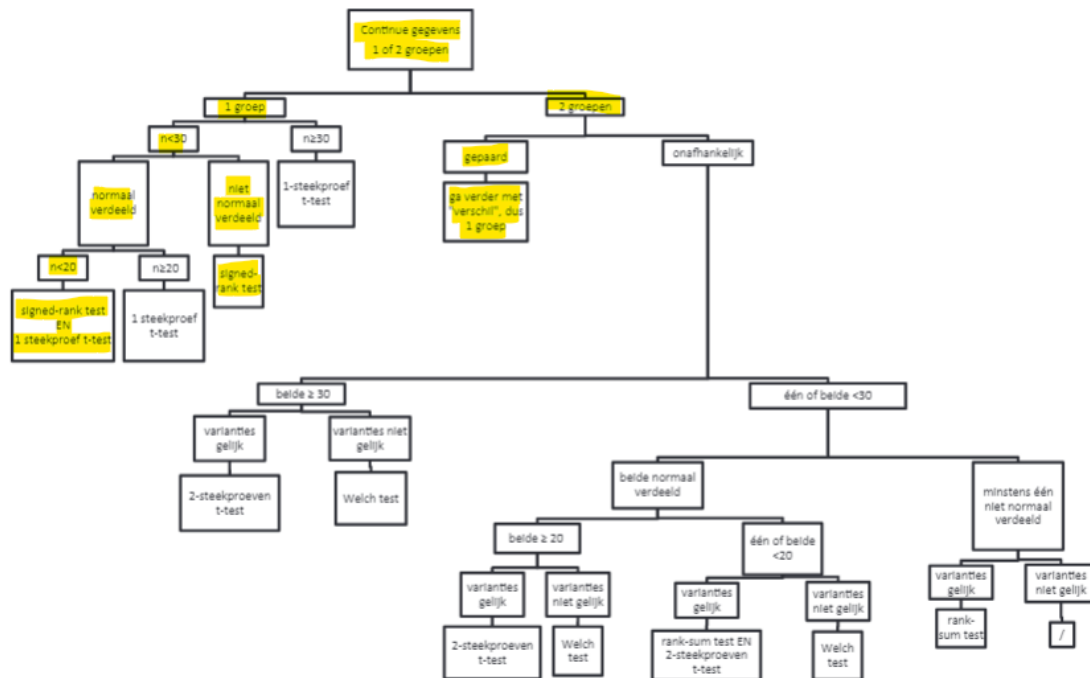 Continue gegevens
1 of 2 groepen
1 groep
2 groepen
n<30
n≥30
gepaard
onafhankelijk
normaal
verdeeld
niet
normaal
verdeeld
1-steekproef
t-test
ga verder met
"verschil", dus
1 groep
n<20
n≥20
signed-
rank test
signed-rank test
EN
1 steekproef t-test
1 steekproef
t-test
beide ≥ 30
één of beide <30
varianties
gelijk
varianties niet
gelijk
2-steekproeven
t-test
Welch test
beide normaal
verdeeld
minstens één
niet normaal
verdeeld
beide ≥ 20
één of beide
<20
varianties
gelijk
varianties
niet gelijk
varianties
gelijk
varianties
niet gelijk
varianties
gelijk
varianties
niet gelijk
2-steekproeven
t-test
Welch
test
rank-sum test EN
2-steekproeven
t-test
Welch
test
rank-
sum test
/